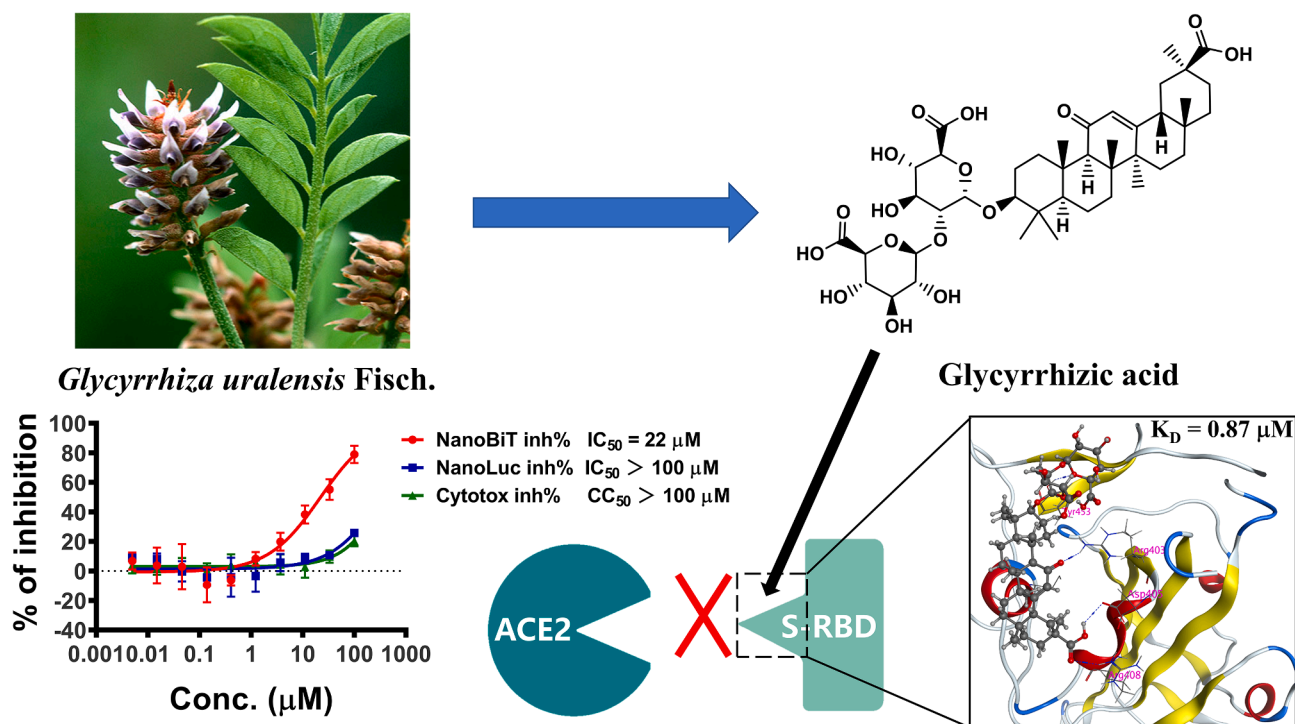 O
OH
O
H
H
H
O
OH
HO
HO
O
O
O
HO
O
O
O
HO
OH
OH
OH
Glycyrrhiza uralensis Fisch.
Glycyrrhizic acid
% of inhibition
100
80
60
40
20
0
-20
-40
0.001
0.01
0.1
1
10
100
1000
Conc. (μM)
NanoBiT inh% IC50 = 22 μM
NanoLuc inh% IC50 > 100 μM
Cytotox inh% CC50 > 100 μM
ACE2
S-RBD
KD = 0.87 μM
Tyr453
Arg403
Arg408